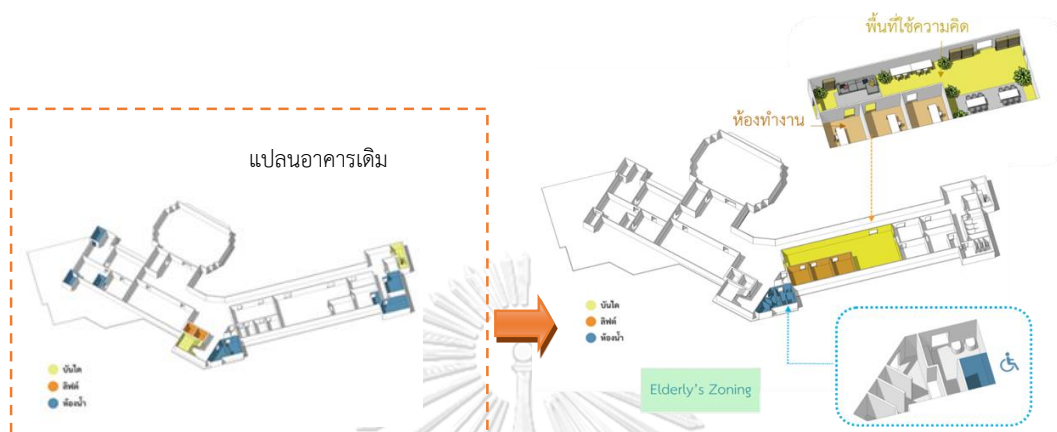 พื้นที่ใช้ความคิด
ห้องทำงาน
แปลนอาคารเดิม
บันได
ลิฟต์
ห้องน้ำ
บันได
ลิฟต์
ห้องน้ำ
Elderly's Zoning